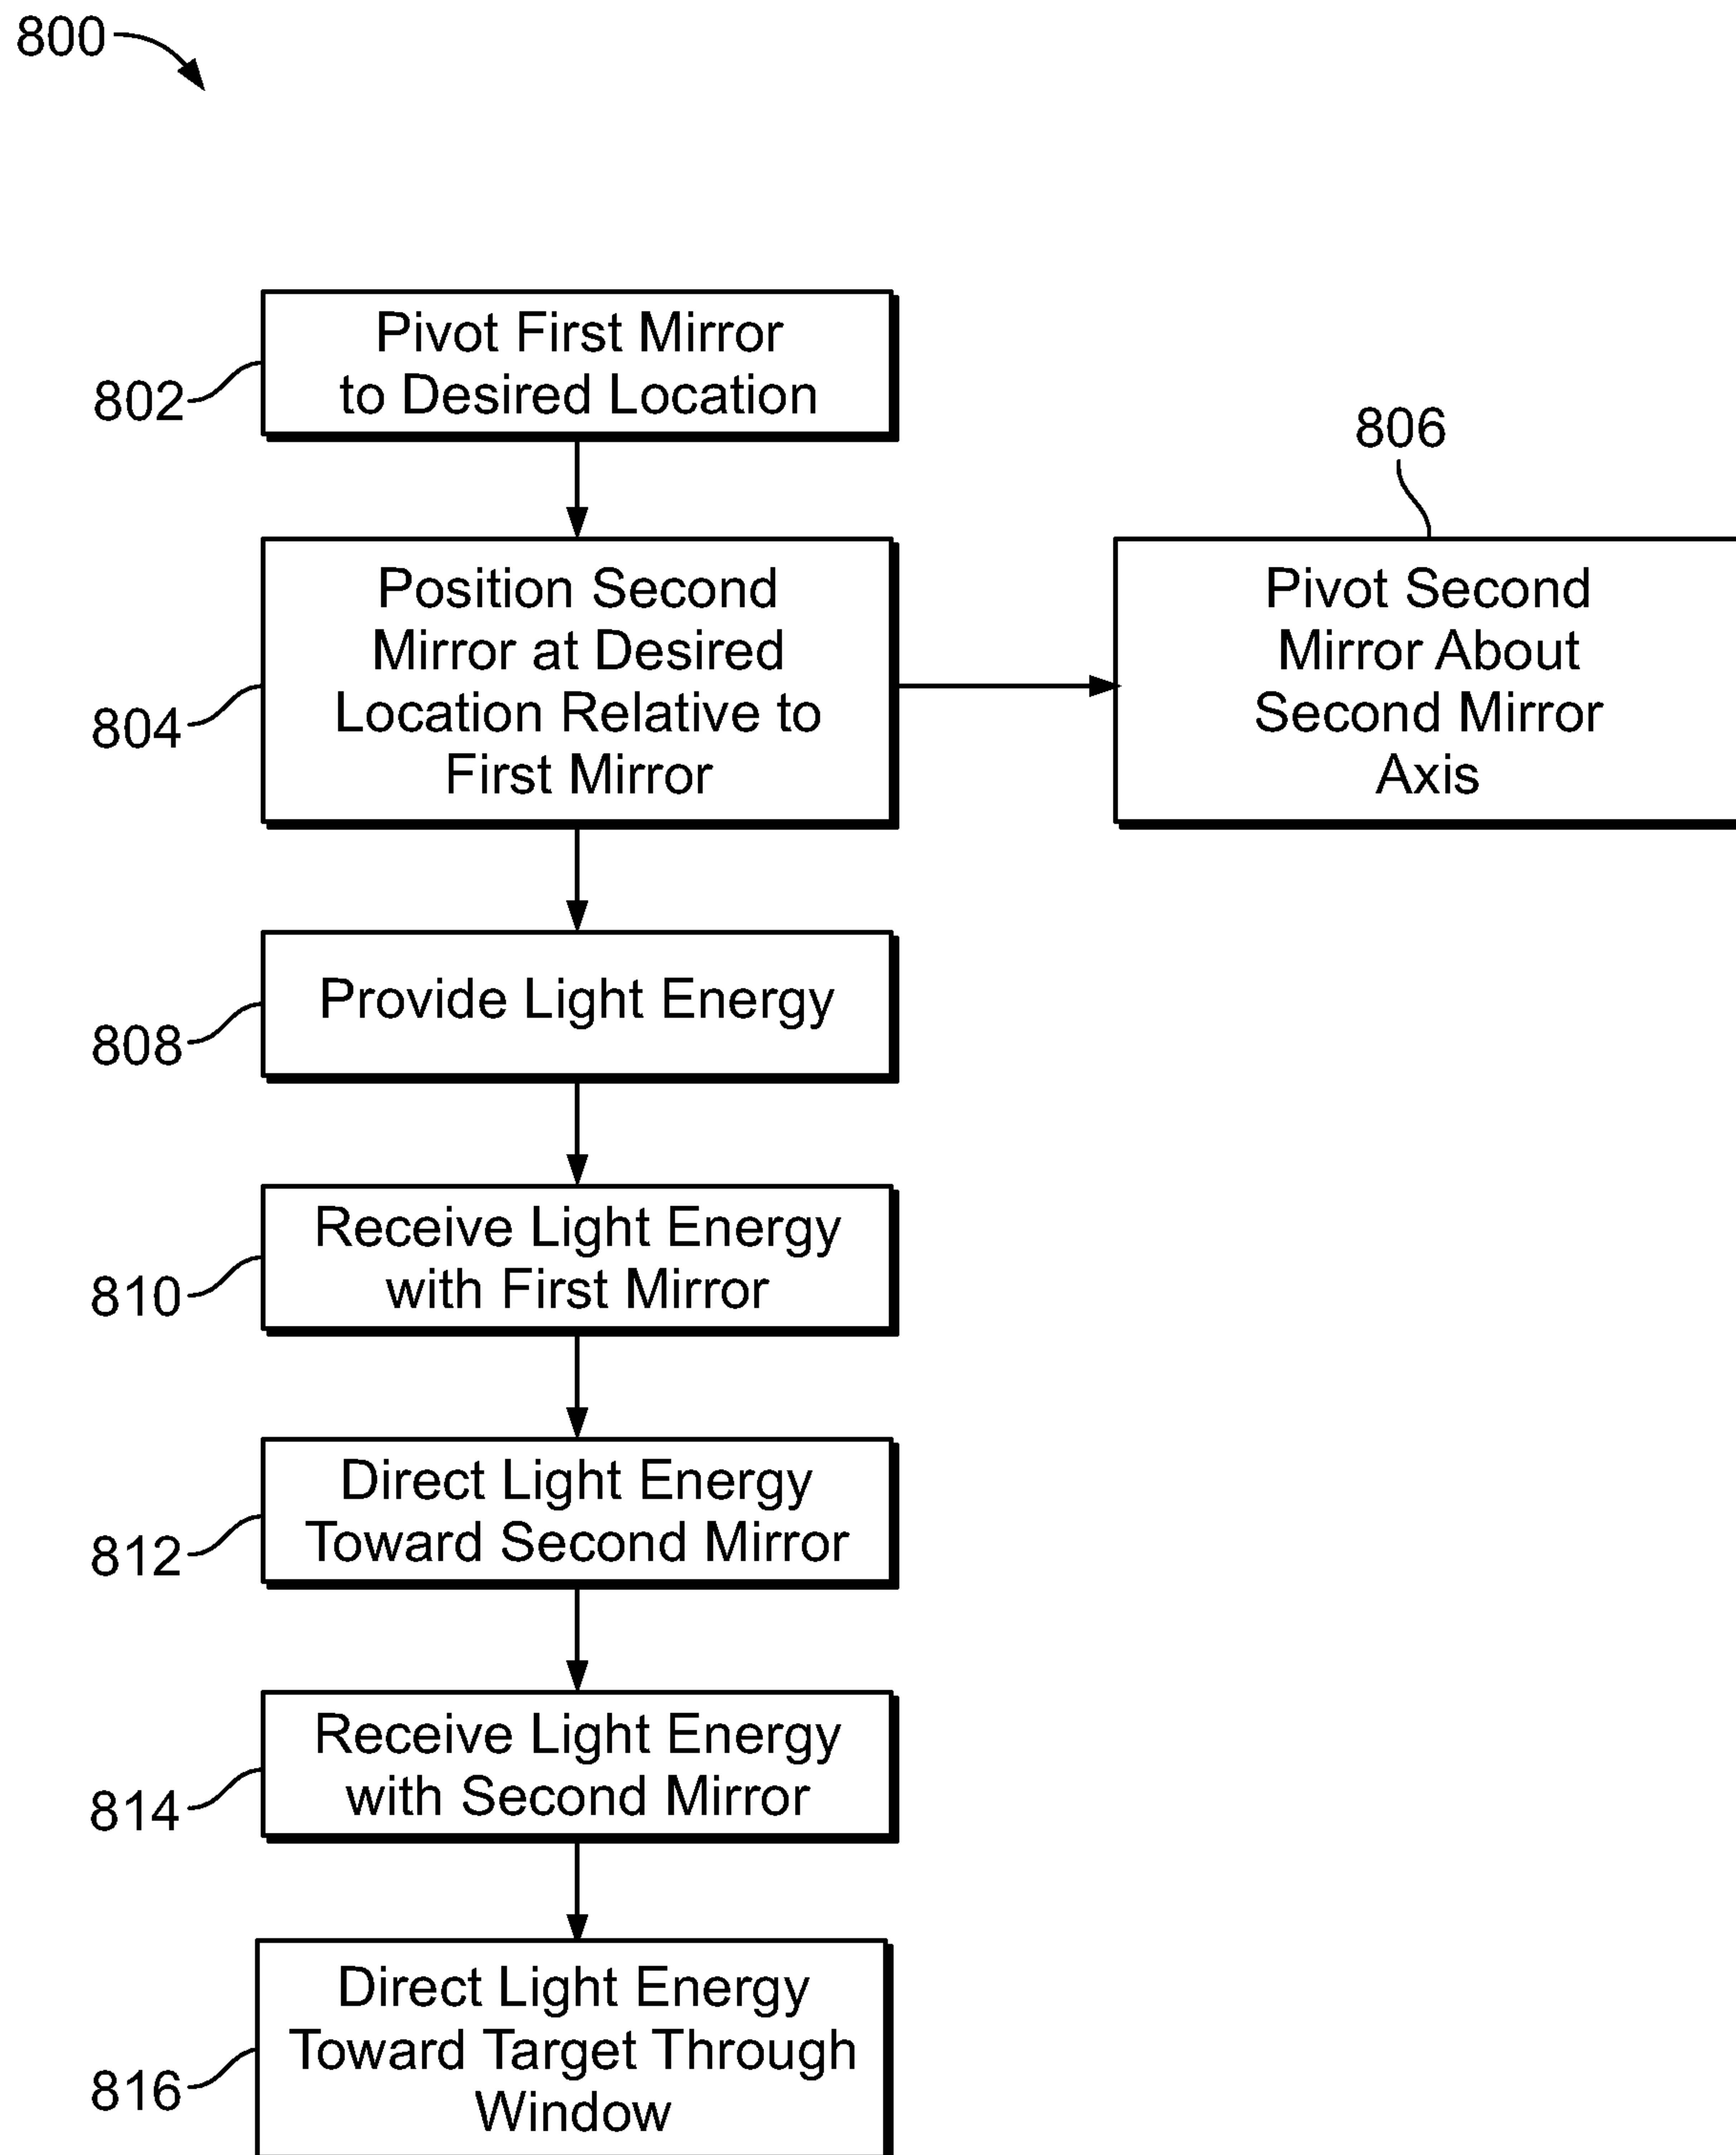 800
Pivot First Mirror
to Desired Location
802
806
Position Second
Mirror at Desired
Location Relative to
First Mirror
804
Pivot Second
Mirror About
Second Mirror
Axis
Provide Light Energy
808
Receive Light Energy
with First Mirror
810
Direct Light Energy
Toward Second Mirror
812
Receive Light Energy
with Second Mirror
814
Direct Light Energy
Toward Target Through
Window
816